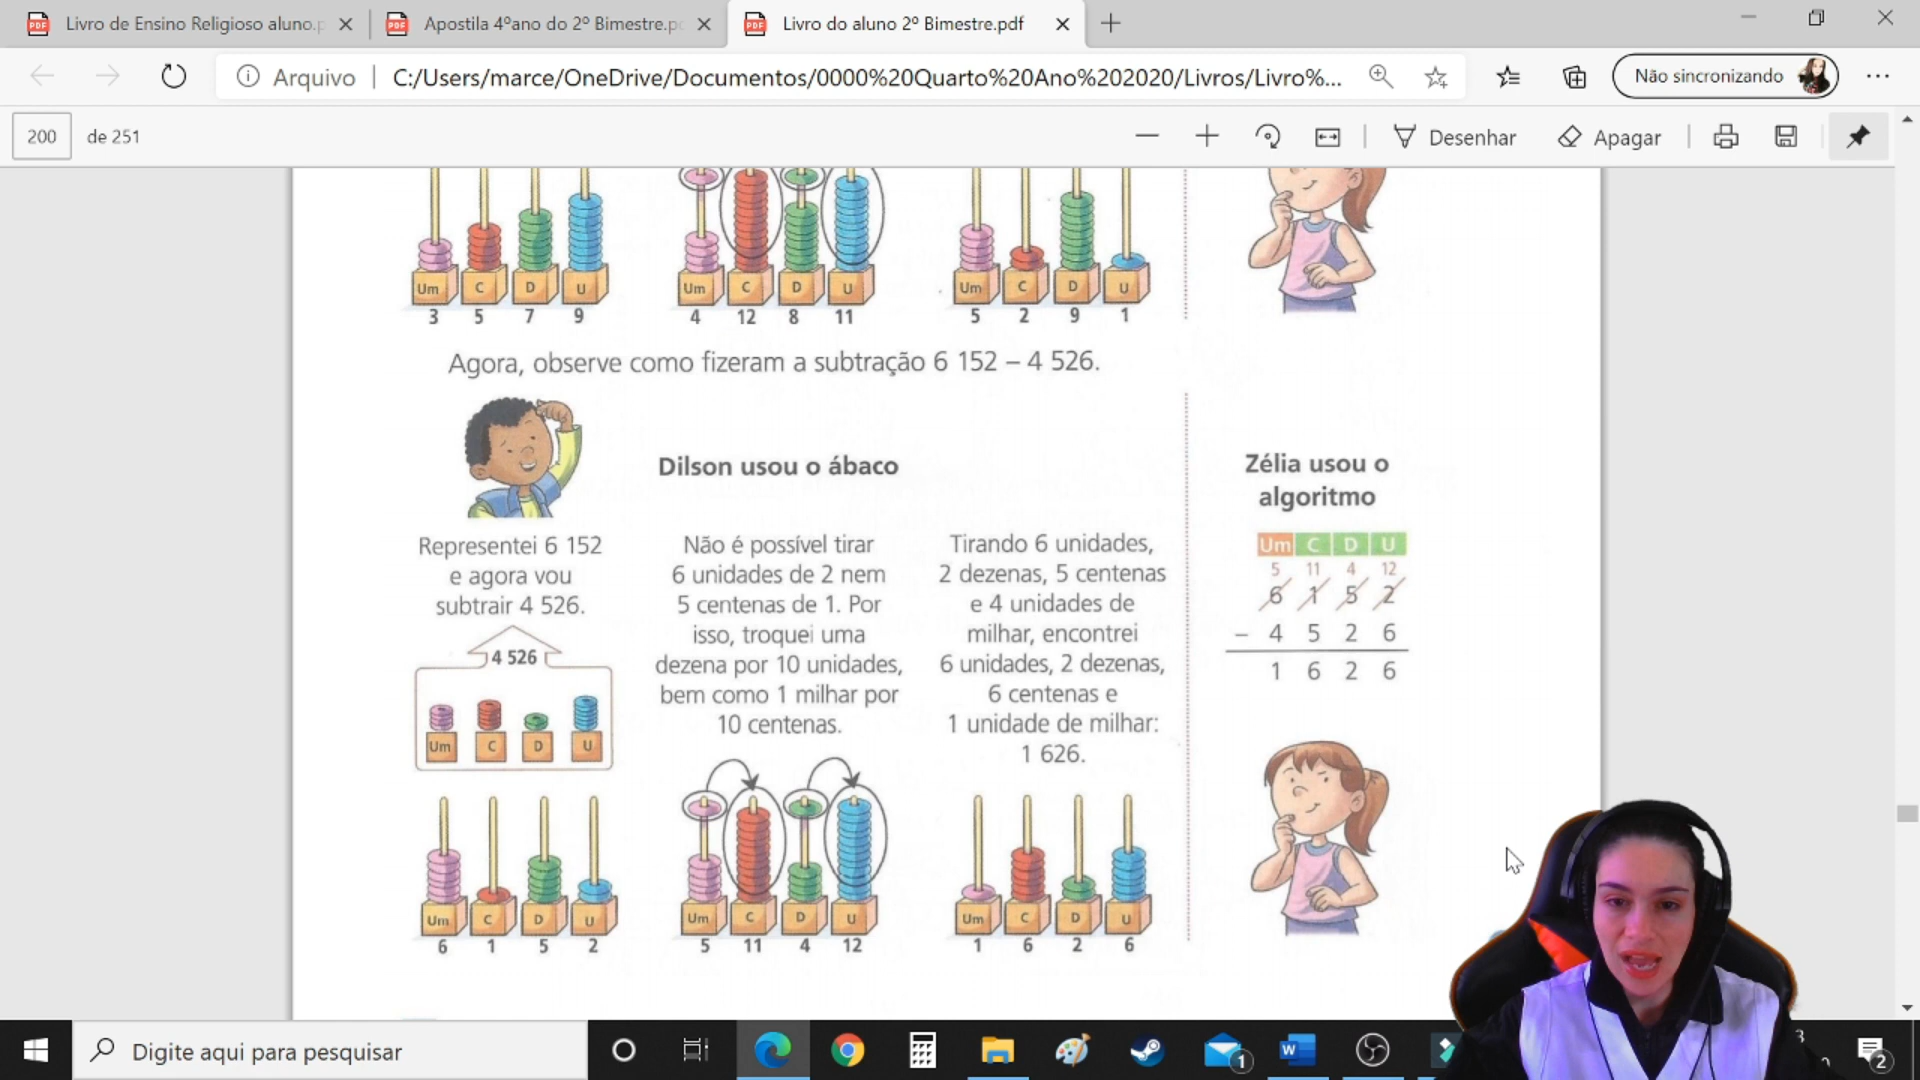 Livro de Ensino Religioso aluno.p
Apostila 4ºano do 2º Bimestre.pd
Livro do aluno 2º Bimestre.pdf
Arquivo
C:/Users/marce/OneDrive/Documentos/0000%20Quarto%20Ano%202020/Livros/Livro%...
Não sincronizando
200 de 251
Desenhar
Apagar
Um C D U
3 5 7 9
Um C D U
4 12 8 11
Um C D U
5 2 9 1
Agora, observe como fizeram a subtração 6 152 – 4 526.
Dilson usou o ábaco
Representei 6 152
e agora vou
subtrair 4 526.
4 526
Um C D U
Um C D U
6 1 5 2
Não é possível tirar
6 unidades de 2 nem
5 centenas de 1. Por
isso, troquei uma
dezena por 10 unidades,
bem como 1 milhar por
10 centenas.
Um C D U
5 11 4 12
Tirando 6 unidades,
2 dezenas, 5 centenas
e 4 unidades de
milhar, encontrei
6 unidades, 2 dezenas,
6 centenas e
1 unidade de milhar:
1 626.
Um C D U
1 6 2 6
Zélia usou o
algoritmo
Um C D U
5 11 4 12
6 1 5 2
– 4 5 2 6
1 6 2 6
Digite aqui para pesquisar
1
W
2